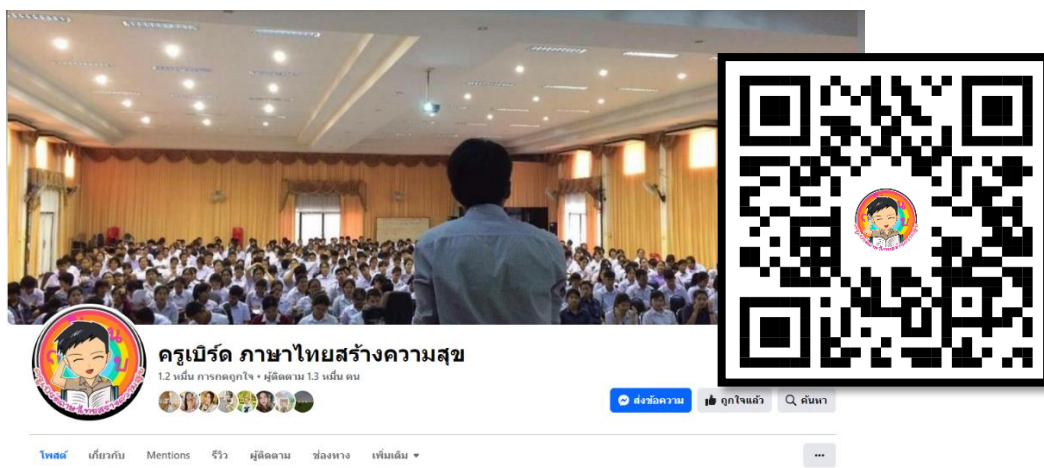 ครูเบิร์ด ภาษาไทยสร้างความสุข
1.2 หมื่น การกดถูกใจ • ผู้ติดตาม 1.3 หมื่น คน
ส่งข้อความ
ถูกใจแล้ว
ค้นหา
โพสต์ เกี่ยวกับ Mentions รีวิว ผู้ติดตาม ช่องทาง เพิ่มเติม